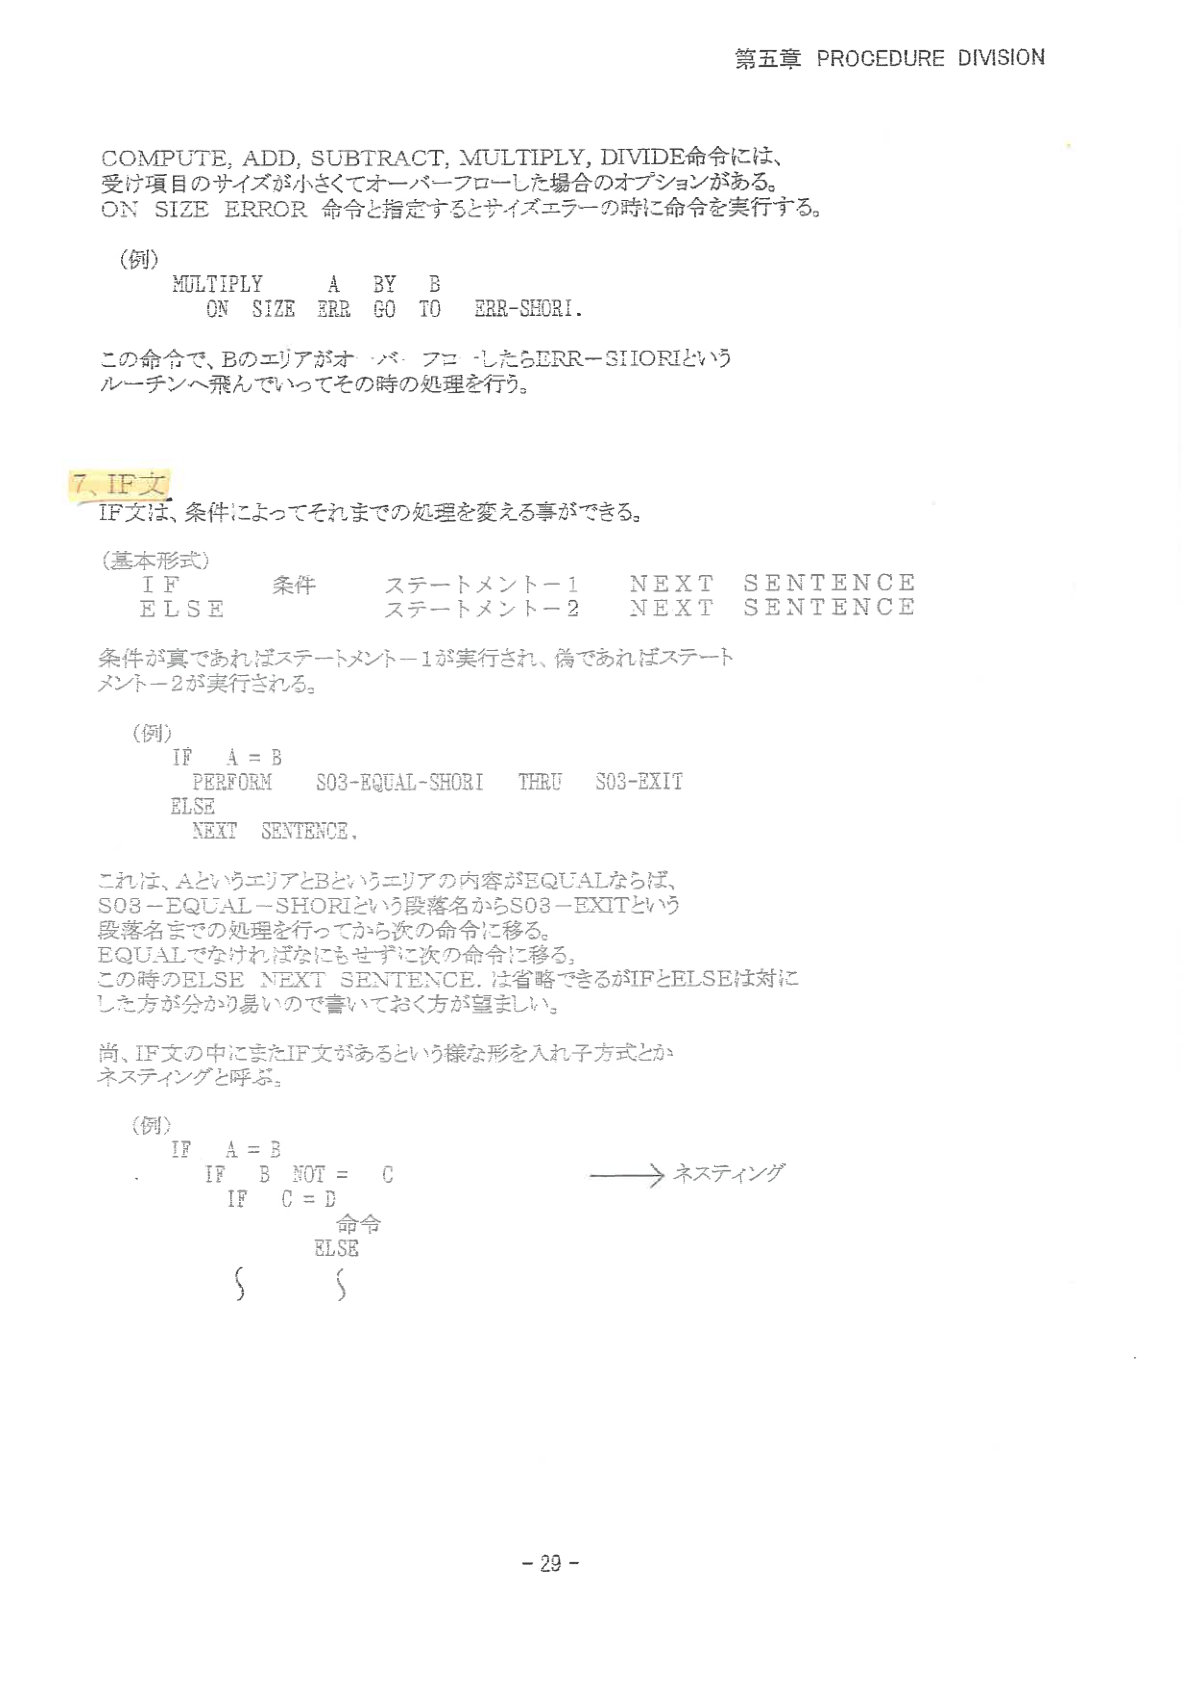 第五章 PROCEDURE DIVISION
COMPUTE, ADD, SUBTRACT, MULTIPLY, DIVIDE命令には、
受け項目のサイズが小さくてオーバーフローした場合のオプションがある。
ON SIZE ERROR 命令と指定するとサイズエラーの時に命令を実行する。
（例）
MULTIPLY A BY B
ON SIZE ERR GO TO ERR-SHORI.
この命令で、Bのエリアがオーバーフローしたら ERR－SHORIという
ルーチンへ飛んでいってその時の処理を行う。
7、IF文
IF文は、条件によってそれまでの処理を変える事ができる。
（基本形式）
ＩＦ 条件 ステートメント－1 ＮＥＸＴ ＳＥＮＴＥＮＣＥ
ＥＬＳＥ ステートメント－2 ＮＥＸＴ ＳＥＮＴＥＮＣＥ
条件が真であればステートメント－1が実行され、偽であればステート
メント－2が実行される。
（例）
IF A = B
PERFORM S03-EQUAL-SHORI THRU S03-EXIT
ELSE
NEXT SENTENCE.
これは、AというエリアとBというエリアの内容がEQUALならば、
S03－EQUAL－SHORIという段落名からS03－EXITという
段落名までの処理を行ってから次の命令に移る。
EQUALでなければなにもせずに次の命令に移る。
この時のELSE NEXT SENTENCE. は省略できるがIFとELSEは対に
した方が分かり易いので書いておく方が望ましい。
尚、IF文の中にまたIF文があるという様な形を入れ子方式とか
ネスティングと呼ぶ。
（例）
IF A = B
IF B NOT = C ―→ ネスティング
IF C = D
命令
ELSE
- 29 -